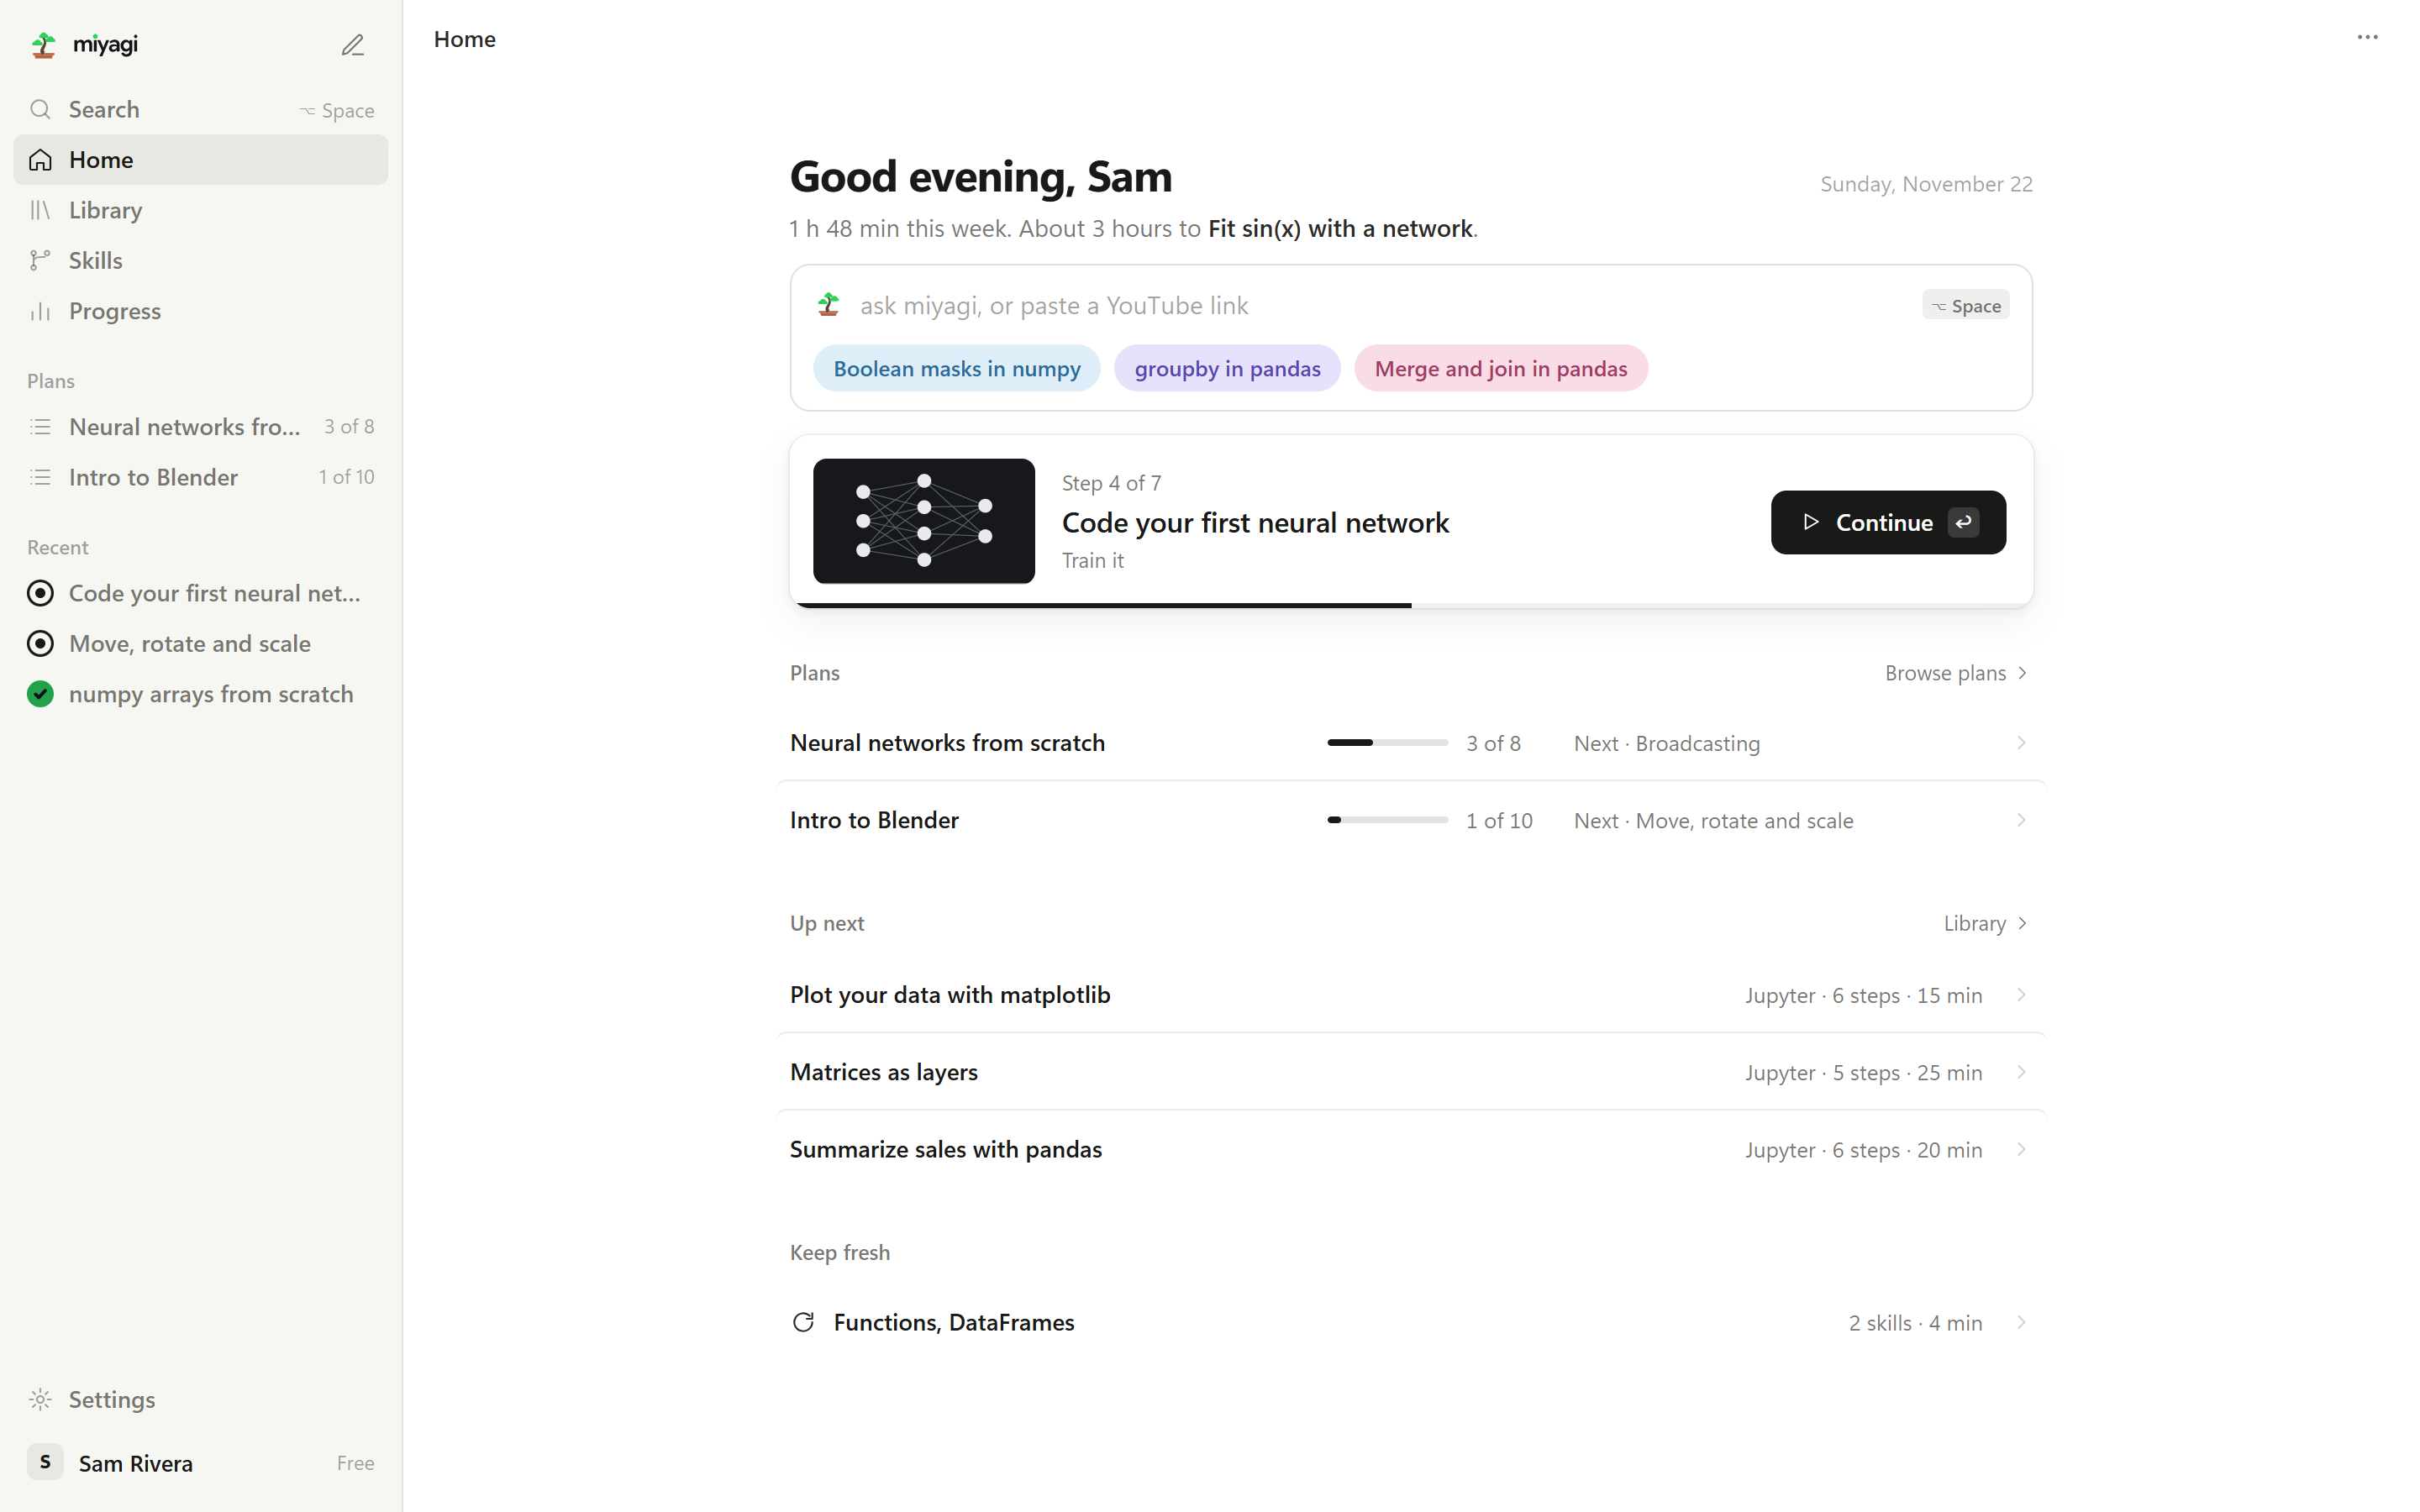 miyagi
Search ⌥ Space
Home
Library
Skills
Progress
Plans
Neural networks fro... 3 of 8
Intro to Blender 1 of 10
Recent
Code your first neural net...
Move, rotate and scale
numpy arrays from scratch
Settings
S Sam Rivera Free
Home
Good evening, Sam
Sunday, November 22
1 h 48 min this week. About 3 hours to Fit sin(x) with a network.
ask miyagi, or paste a YouTube link ⌥ Space
Boolean masks in numpy groupby in pandas Merge and join in pandas
Step 4 of 7
Code your first neural network
Train it
Continue
Plans Browse plans
Neural networks from scratch 3 of 8 Next · Broadcasting
Intro to Blender 1 of 10 Next · Move, rotate and scale
Up next Library
Plot your data with matplotlib Jupyter · 6 steps · 15 min
Matrices as layers Jupyter · 5 steps · 25 min
Summarize sales with pandas Jupyter · 6 steps · 20 min
Keep fresh
Functions, DataFrames 2 skills · 4 min